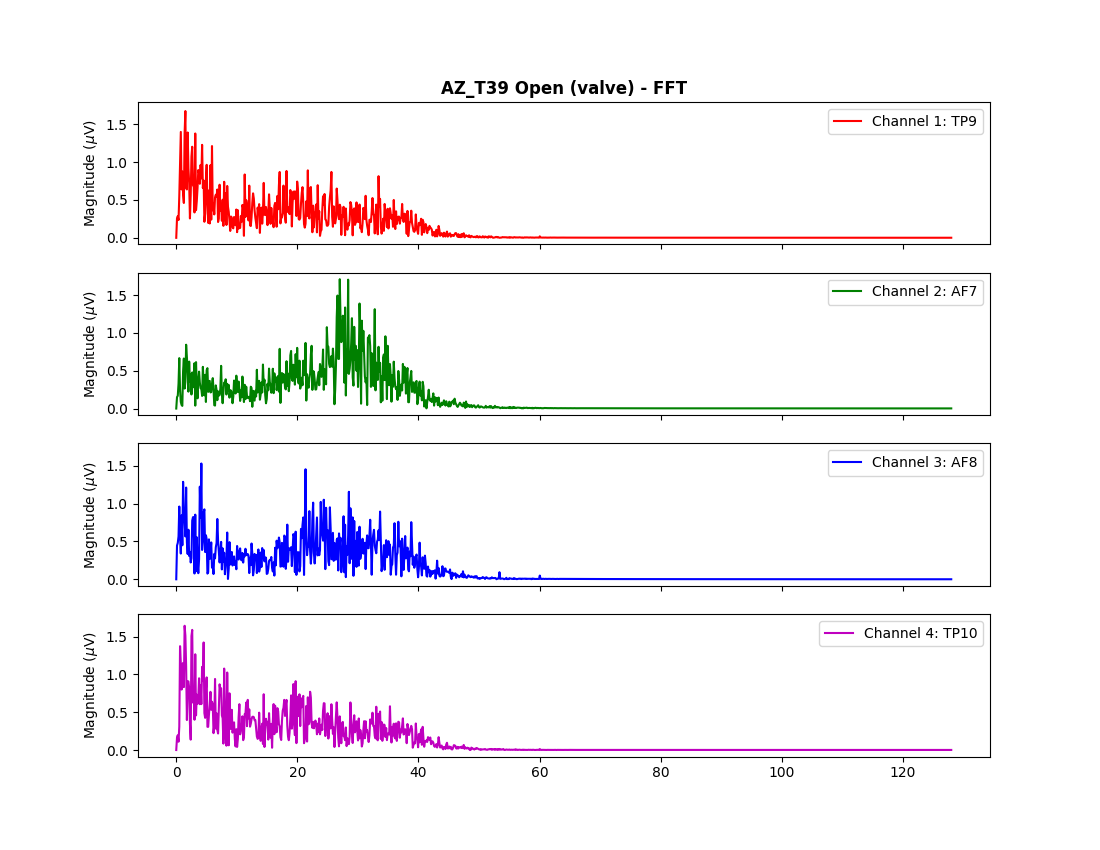 AZ_T39 Open (valve) - FFT
Magnitude (μV)
1.5
1.0
0.5
0.0
Channel 1: TP9
Magnitude (μV)
1.5
1.0
0.5
0.0
Channel 2: AF7
Magnitude (μV)
1.5
1.0
0.5
0.0
Channel 3: AF8
Magnitude (μV)
1.5
1.0
0.5
0.0
Channel 4: TP10
0 20 40 60 80 100 120